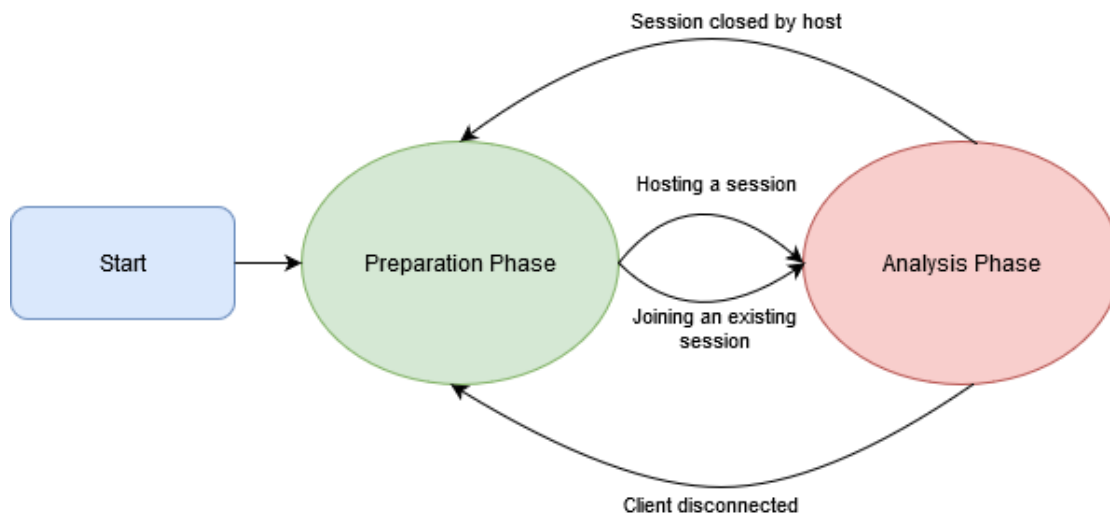 Session closed by host
Hosting a session
Start
Preparation Phase
Analysis Phase
Joining an existing
session
Client disconnected